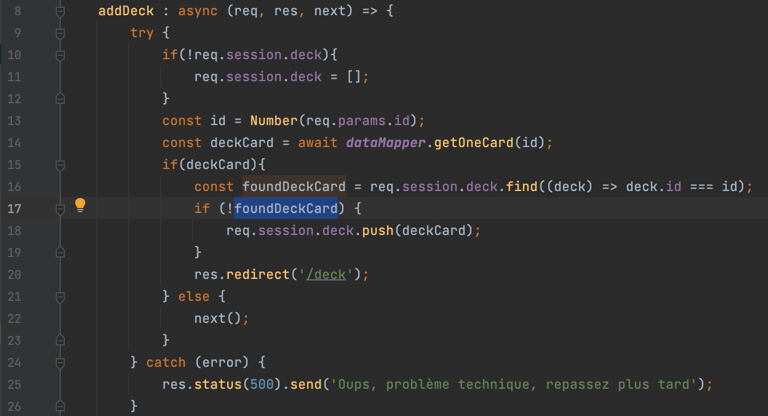 8 addDeck : async (req, res, next) => {
9 try {
10 if(!req.session.deck){
11 req.session.deck = [];
12 }
13 const id = Number(req.params.id);
14 const deckCard = await dataMapper.getOneCard(id);
15 if(deckCard){
16 const foundDeckCard = req.session.deck.find((deck) => deck.id === id);
17 if (!foundDeckCard) {
18 req.session.deck.push(deckCard);
19 }
20 res.redirect('/deck');
21 } else {
22 next();
23 }
24 } catch (error) {
25 res.status(500).send('Oups, problème technique, repassez plus tard');
26 }